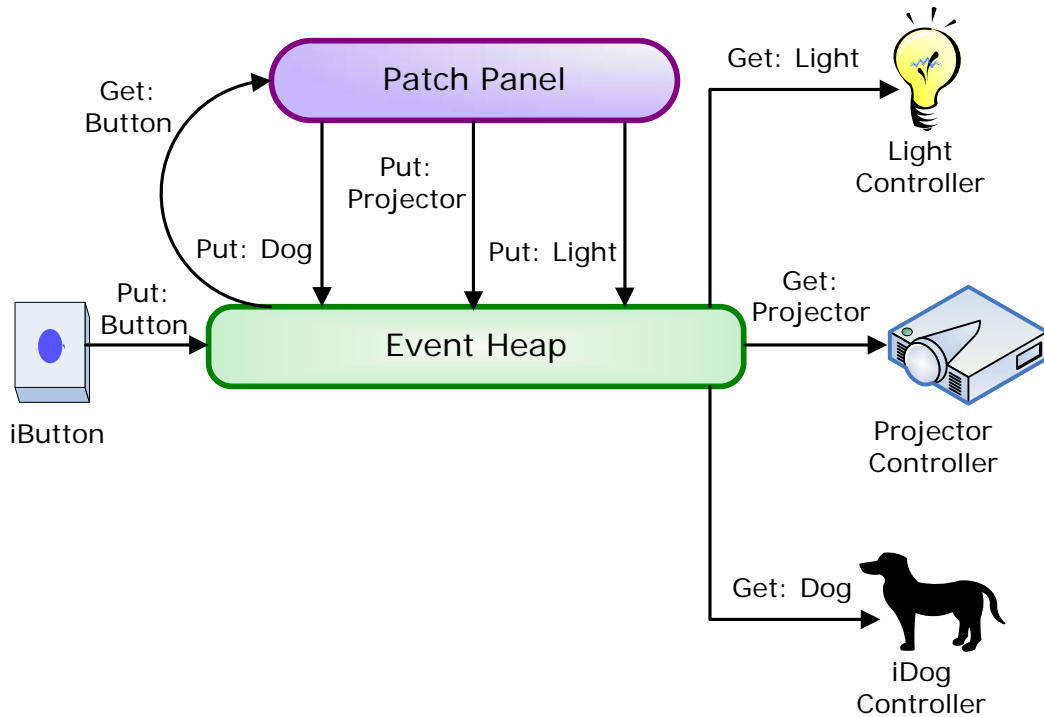 Patch Panel
Get:
Button
Get: Light
Light
Controller
Put:
Projector
Put: Dog
Put: Light
Put:
Button
Event Heap
Get:
Projector
iButton
Projector
Controller
Get: Dog
iDog
Controller